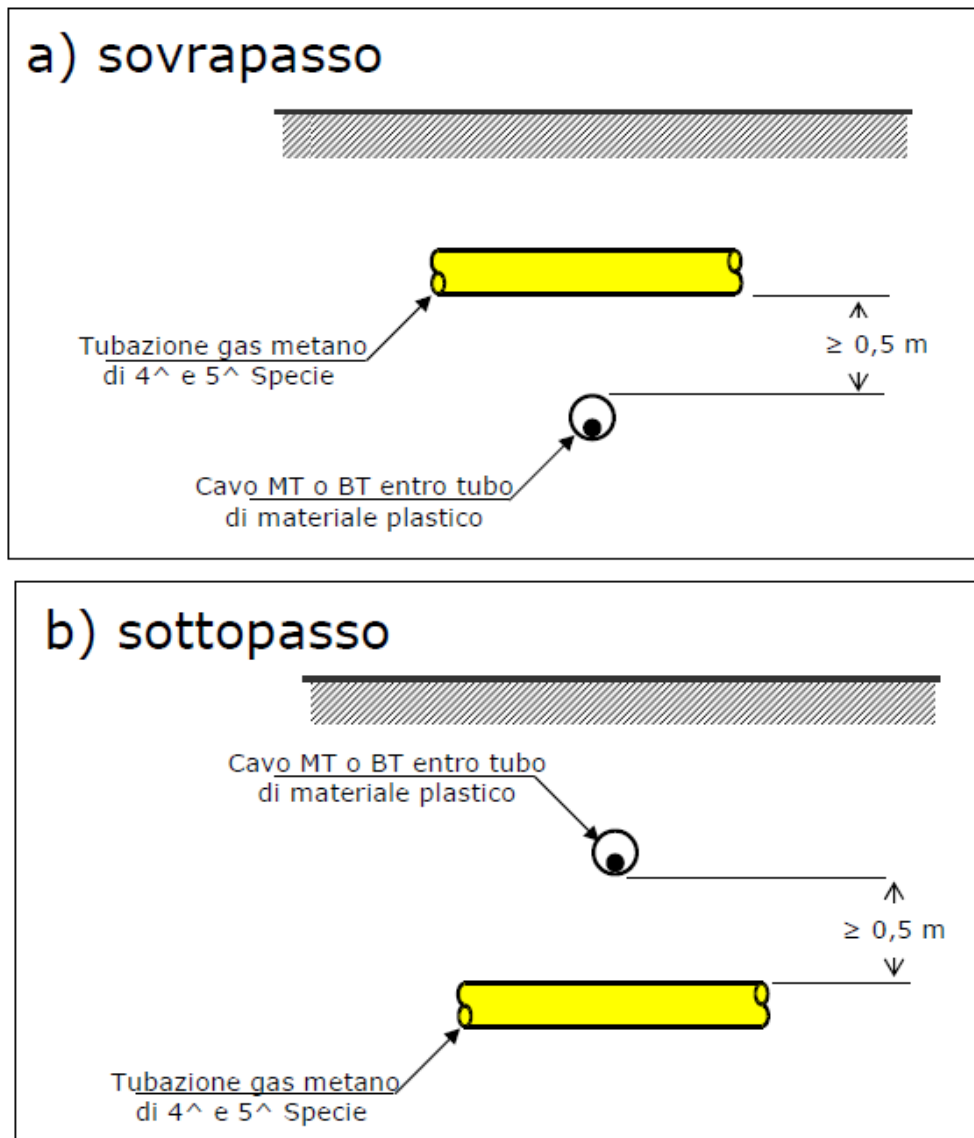 a) sovrapasso
Tubazione gas metano
di 4^ e 5^ Specie
≥ 0,5 m
Cavo MT o BT entro tubo
di materiale plastico
b) sottopasso
Cavo MT o BT entro tubo
di materiale plastico
≥ 0,5 m
Tubazione gas metano
di 4^ e 5^ Specie